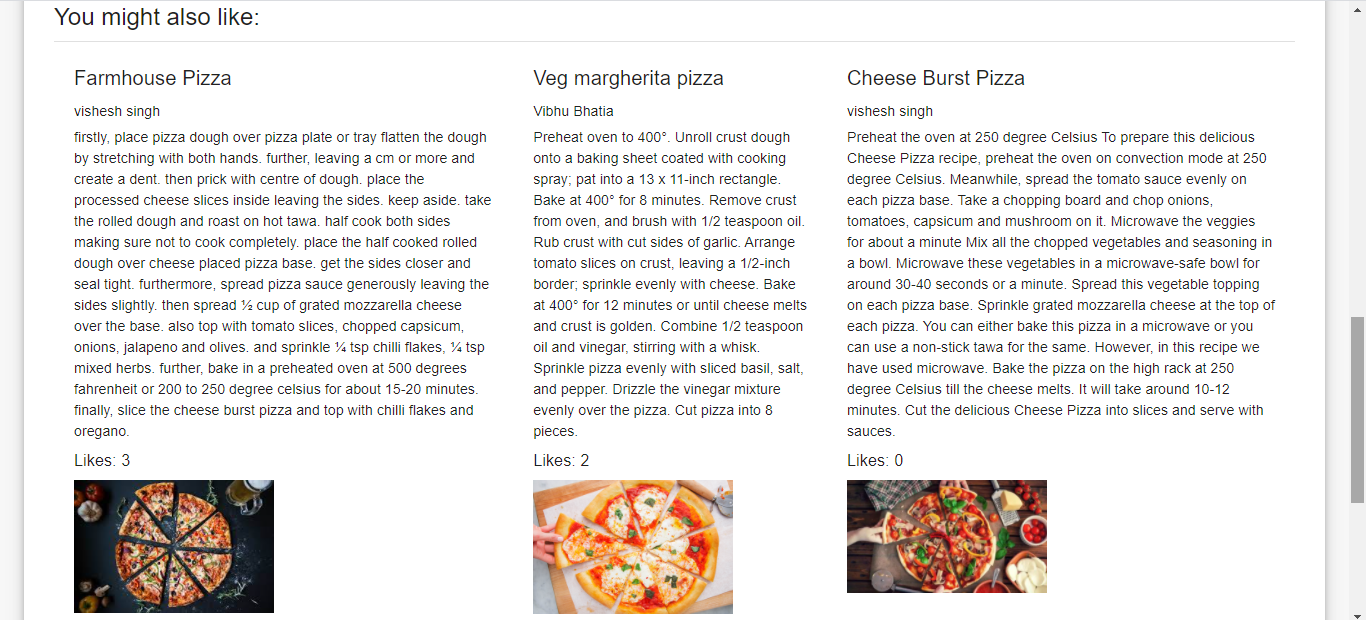 You might also like:
Farmhouse Pizza
vishesh singh
firstly, place pizza dough over pizza plate or tray flatten the dough
by stretching with both hands. further, leaving a cm or more and
create a dent. then prick with centre of dough. place the
processed cheese slices inside leaving the sides. keep aside. take
the rolled dough and roast on hot tawa. half cook both sides
making sure not to cook completely. place the half cooked rolled
dough over cheese placed pizza base. get the sides closer and
seal tight. furthermore, spread pizza sauce generously leaving the
sides slightly. then spread ½ cup of grated mozzarella cheese
over the base. also top with tomato slices, chopped capsicum,
onions, jalapeno and olives. and sprinkle ¼ tsp chilli flakes, ¼ tsp
mixed herbs. further, bake in a preheated oven at 500 degrees
fahrenheit or 200 to 250 degree celsius for about 15-20 minutes.
finally, slice the cheese burst pizza and top with chilli flakes and
oregano.
Likes: 3
Veg margherita pizza
Vibhu Bhatia
Preheat oven to 400°. Unroll crust dough
onto a baking sheet coated with cooking
spray; pat into a 13 x 11-inch rectangle.
Bake at 400° for 8 minutes. Remove crust
from oven, and brush with 1/2 teaspoon oil.
Rub crust with cut sides of garlic. Arrange
tomato slices on crust, leaving a 1/2-inch
border; sprinkle evenly with cheese. Bake
at 400° for 12 minutes or until cheese melts
and crust is golden. Combine 1/2 teaspoon
oil and vinegar, stirring with a whisk.
Sprinkle pizza evenly with sliced basil, salt,
and pepper. Drizzle the vinegar mixture
evenly over the pizza. Cut pizza into 8
pieces.
Likes: 2
Cheese Burst Pizza
vishesh singh
Preheat the oven at 250 degree Celsius To prepare this delicious
Cheese Pizza recipe, preheat the oven on convection mode at 250
degree Celsius. Meanwhile, spread the tomato sauce evenly on
each pizza base. Take a chopping board and chop onions,
tomatoes, capsicum and mushroom on it. Microwave the veggies
for about a minute Mix all the chopped vegetables and seasoning in
a bowl. Microwave these vegetables in a microwave-safe bowl for
around 30-40 seconds or a minute. Spread this vegetable topping
on each pizza base. Sprinkle grated mozzarella cheese at the top of
each pizza. You can either bake this pizza in a microwave or you
can use a non-stick tawa for the same. However, in this recipe we
have used microwave. Bake the pizza on the high rack at 250
degree Celsius till the cheese melts. It will take around 10-12
minutes. Cut the delicious Cheese Pizza into slices and serve with
sauces.
Likes: 0